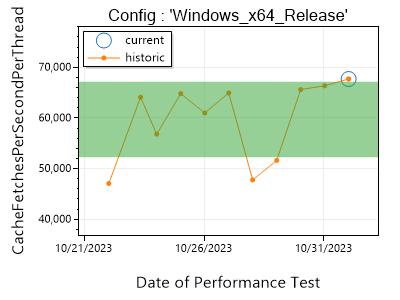 Config : 'Windows_x64_Release'
current
historic
CacheFetchesPerSecondPerThread
70,000
60,000
50,000
40,000
10/21/2023
10/26/2023
10/31/2023
Date of Performance Test